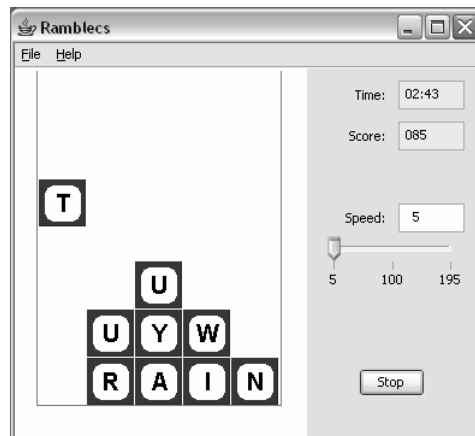 Ramblecs
File Help
Time: 02:43
Score: 085
T
Speed: 5
5 100 195
U
U Y W
R A I N
Stop